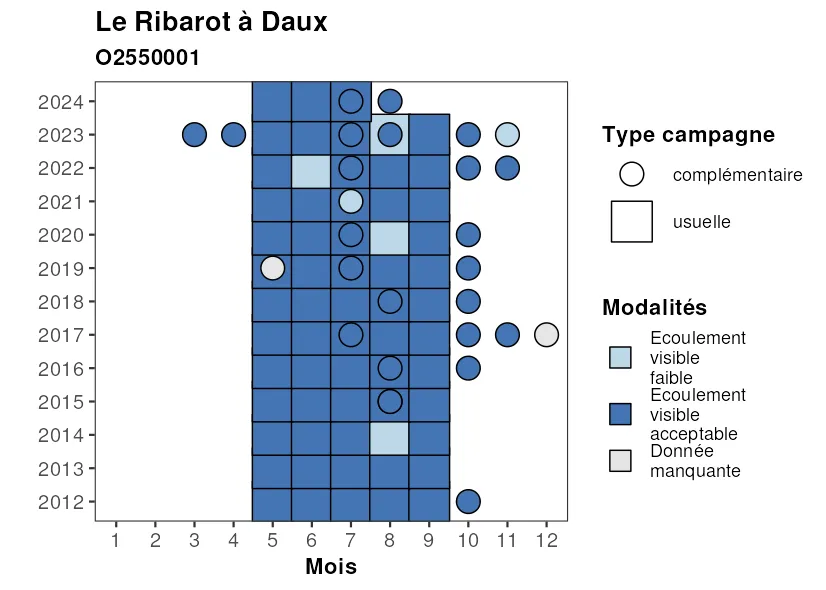 Le Ribarot à Daux
O2550001
2024
2023
2022
2021
2020
2019
2018
2017
2016
2015
2014
2013
2012
1 2 3 4 5 6 7 8 9 10 11 12
Mois
Type campagne
complémentaire
usuelle
Modalités
Ecoulement
visible
faible
Ecoulement
visible
acceptable
Donnée
manquante